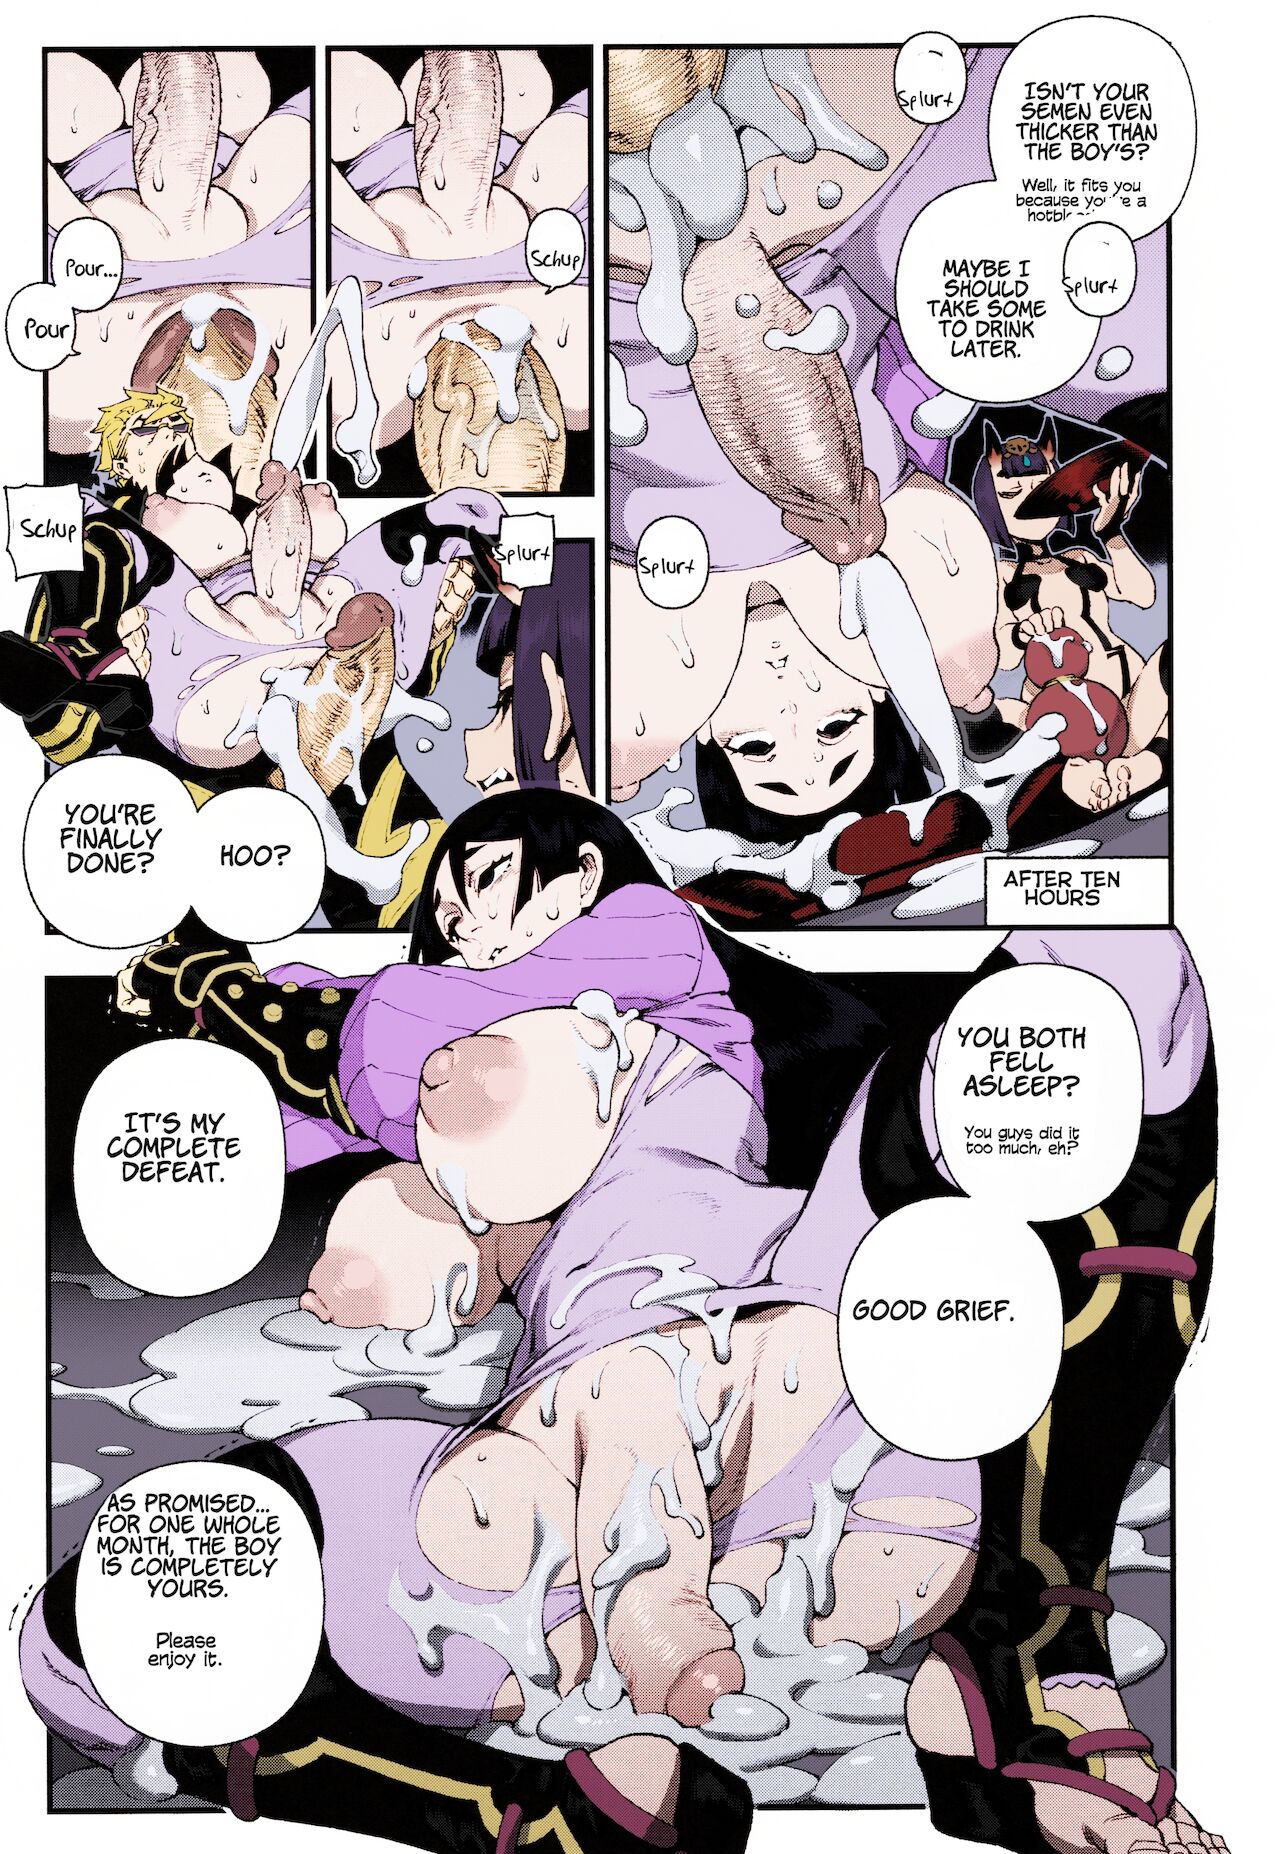 ISN'T YOUR
SEMEN EVEN
THICKER THAN
THE BOY'S?
Well, it fits you
because you're a
MAYBE I
SHOULD
TAKE SOME
TO DRINK
LATER.
Splurt
Splurt
Splurt
AFTER TEN
HOURS
Schup
Pour...
Pour
Schup
Splurt
HOO?
YOU'RE
FINALLY
DONE?
YOU BOTH
FELL
ASLEEP?
You guys did it
too much, eh?
GOOD GRIEF.
IT'S MY
COMPLETE
DEFEAT.
AS PROMISED...
FOR ONE WHOLE
MONTH, THE BOY
IS COMPLETELY
YOURS.
Please
enjoy it.